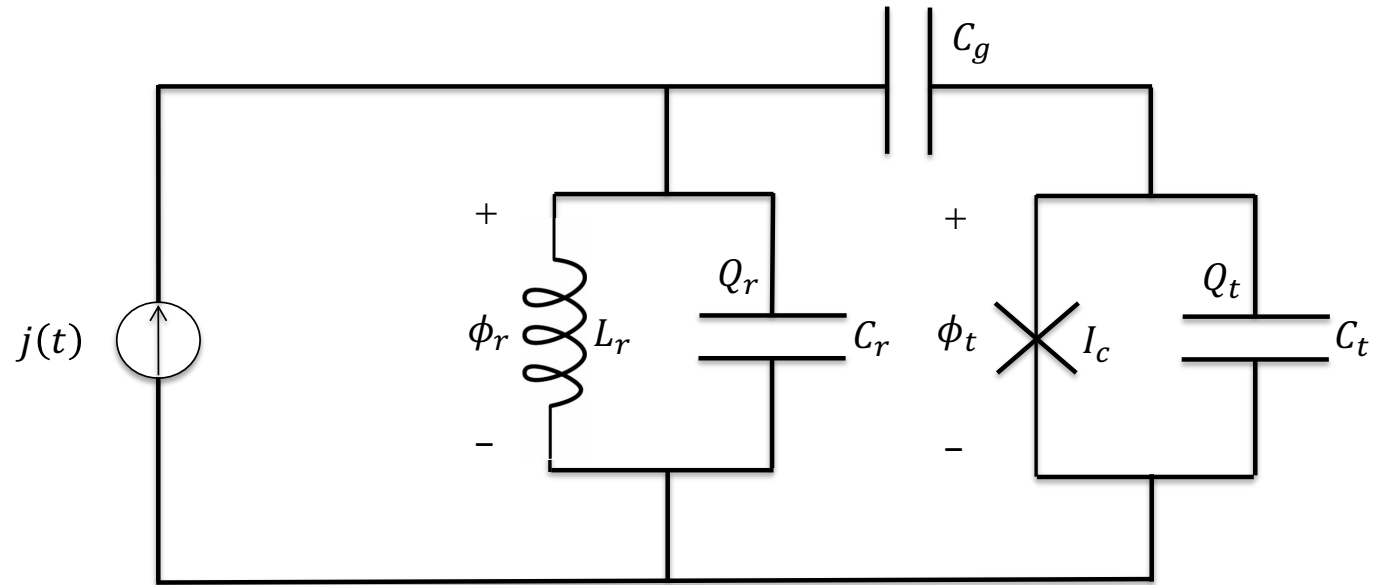 C_g
+
+
Q_r
Q_t
j(t)
ϕ_r
L_r
C_r
ϕ_t
I_c
C_t
−
−